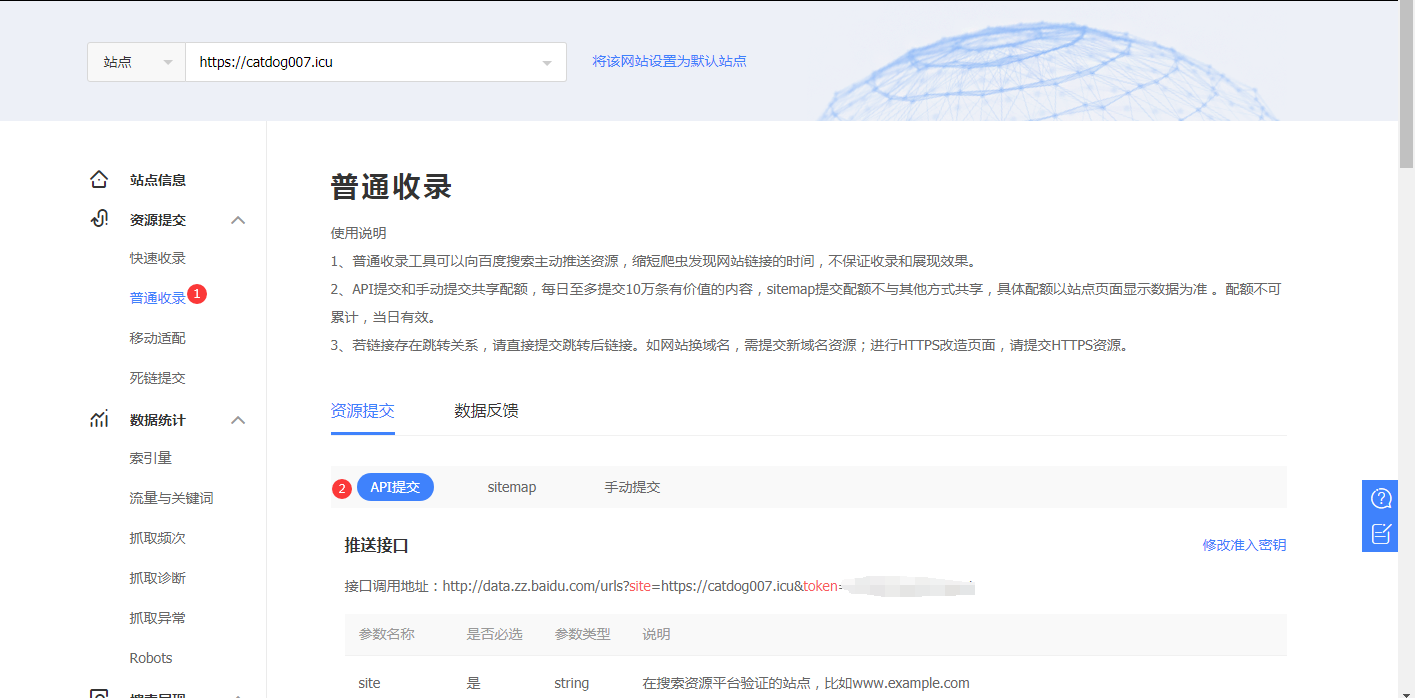 站点 https://catdog007.icu 将该网站设置为默认站点
站点信息
资源提交
快速收录
普通收录 1
移动适配
死链提交
数据统计
索引量
流量与关键词
抓取频次
抓取诊断
抓取异常
Robots
普通收录
使用说明
1、普通收录工具可以向百度搜索主动推送资源，缩短爬虫发现网站链接的时间，不保证收录和展现效果。
2、API提交和手动提交共享配额，每日至多提交10万条有价值的内容，sitemap提交配额不与其他方式共享，具体配额以站点页面显示数据为准 。配额不可
累计，当日有效。
3、若链接存在跳转关系，请直接提交跳转后链接。如网站换域名，需提交新域名资源；进行HTTPS改造页面，请提交HTTPS资源。
资源提交 数据反馈
2 API提交 sitemap 手动提交
推送接口 修改准入密钥
接口调用地址：http://data.zz.baidu.com/urls?site=https://catdog007.icu&token=
参数名称 是否必选 参数类型 说明
site 是 string 在搜索资源平台验证的站点，比如www.example.com